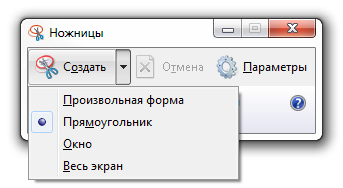 Ножницы
Создать Отмена Параметры
Произвольная форма
Прямоугольник
Окно
Весь экран